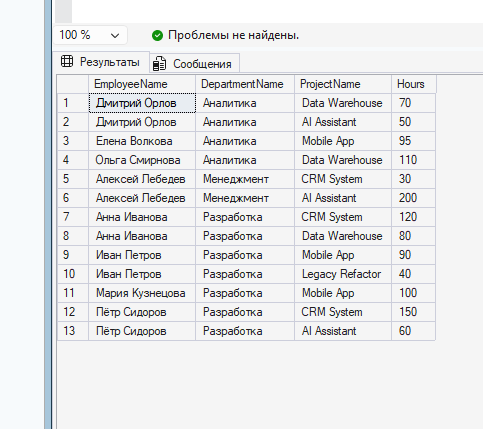 100 % Проблемы не найдены.
Результаты Сообщения
EmployeeName DepartmentName ProjectName Hours
1 Дмитрий Орлов Аналитика Data Warehouse 70
2 Дмитрий Орлов Аналитика AI Assistant 50
3 Елена Волкова Аналитика Mobile App 95
4 Ольга Смирнова Аналитика Data Warehouse 110
5 Алексей Лебедев Менеджмент CRM System 30
6 Алексей Лебедев Менеджмент AI Assistant 200
7 Анна Иванова Разработка CRM System 120
8 Анна Иванова Разработка Data Warehouse 80
9 Иван Петров Разработка Mobile App 90
10 Иван Петров Разработка Legacy Refactor 40
11 Мария Кузнецова Разработка Mobile App 100
12 Пётр Сидоров Разработка CRM System 150
13 Пётр Сидоров Разработка AI Assistant 60